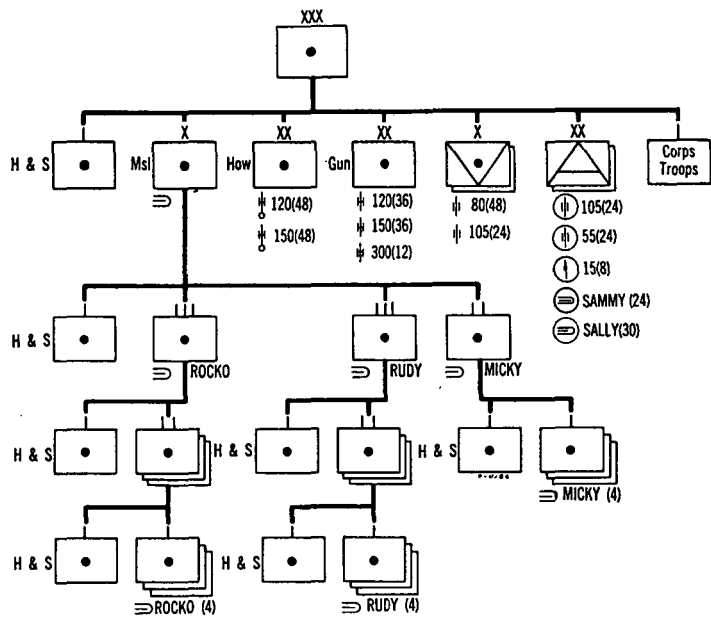 XXX
X XX XX X XX
H & S Msl How Gun Corps Troops
120(48) 120(36) 80(48) 105(24)
150(48) 150(36) 105(24) 55(24)
300(12) 15(8)
SAMMY (24)
SALLY(30)
H & S ROCKO RUDY MICKY
H & S H & S H & S
MICKY (4)
H & S H & S
ROCKO (4) RUDY (4)